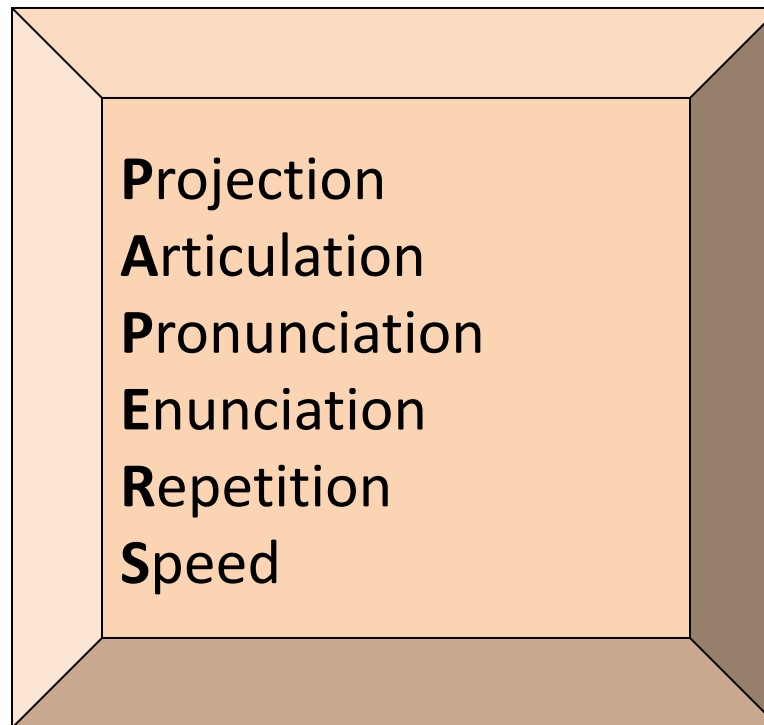 Projection
Articulation
Pronunciation
Enunciation
Repetition
Speed